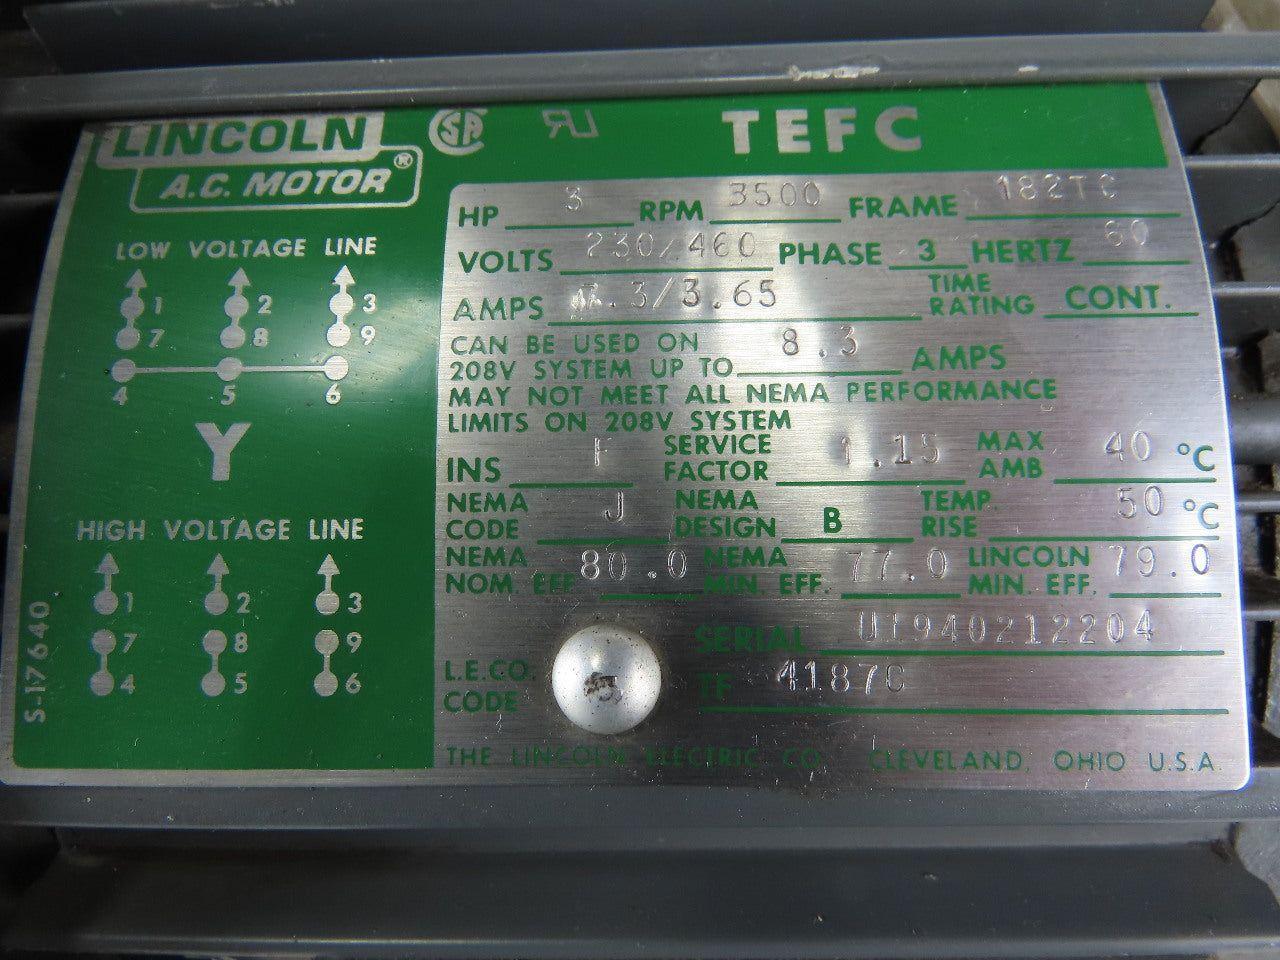 LINCOLN
A.C. MOTOR®
CSA
RU
TEFC
LOW VOLTAGE LINE
1 2 3
7 8 9
4 5 6
Y
HIGH VOLTAGE LINE
1 2 3
7 8 9
4 5 6
S-17640
HP 3 RPM 3500 FRAME 182TC
VOLTS 230/460 PHASE 3 HERTZ 60
AMPS 7.3/3.65 TIME RATING CONT.
CAN BE USED ON
208V SYSTEM UP TO 8.3 AMPS
MAY NOT MEET ALL NEMA PERFORMANCE
LIMITS ON 208V SYSTEM
INS F SERVICE FACTOR 1.15 MAX AMB 40 °C
NEMA CODE J NEMA DESIGN B TEMP. RISE 50 °C
NEMA NOM. EFF 80.0 NEMA MIN. EFF. 77.0 LINCOLN MIN. EFF. 79.0
SERIAL U1940212204
L.E.CO. CODE
TF 4187C
THE LINCOLN ELECTRIC CO. CLEVELAND, OHIO U.S.A.